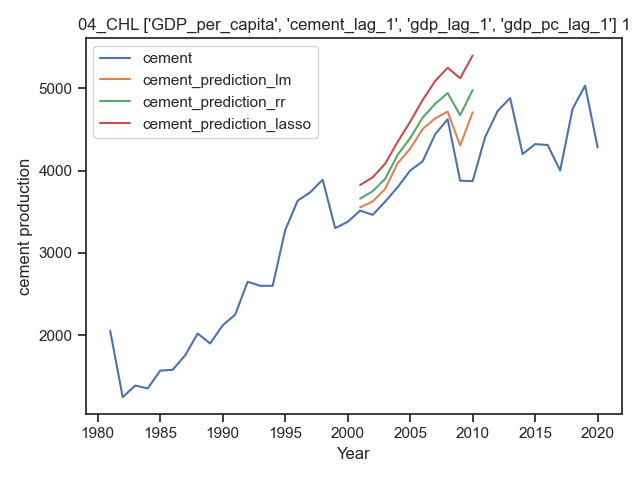 04_CHL ['GDP_per_capita', 'cement_lag_1', 'gdp_lag_1', 'gdp_pc_lag_1'] 1
cement
cement_prediction_lm
cement_prediction_rr
cement_prediction_lasso
5000
4000
3000
2000
cement production
1980 1985 1990 1995 2000 2005 2010 2015 2020
Year